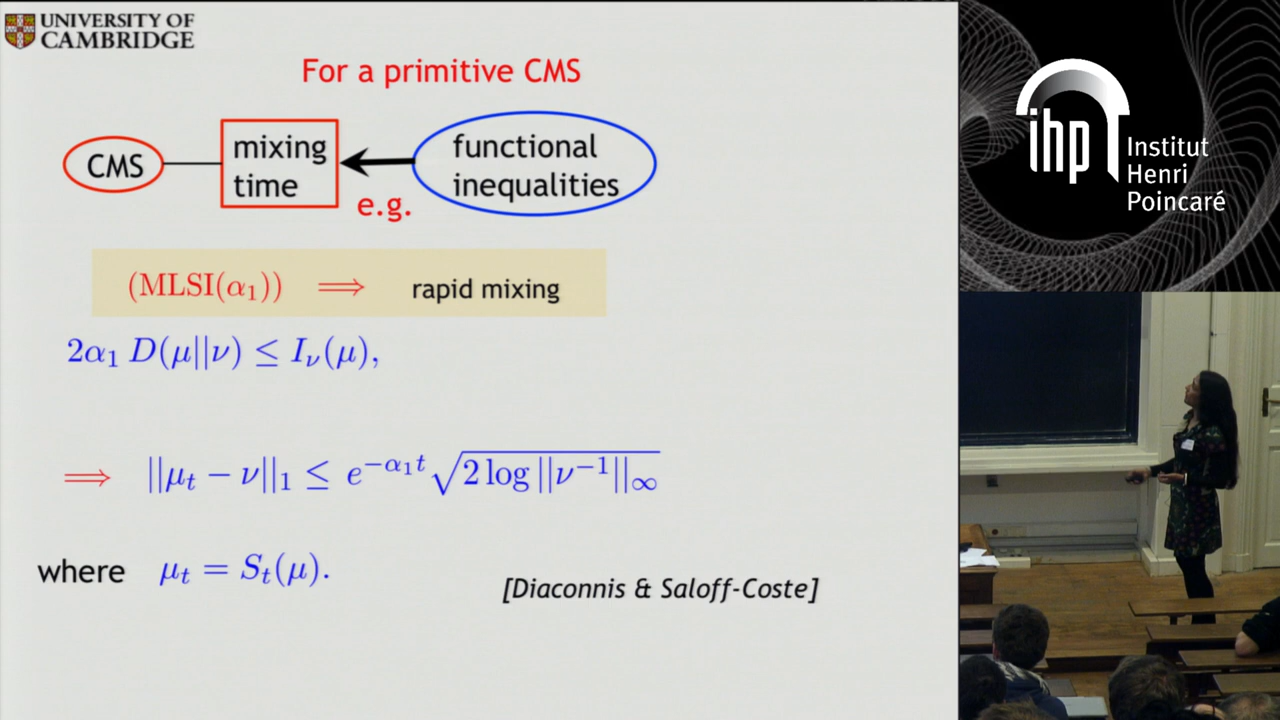 UNIVERSITY OF
CAMBRIDGE
For a primitive CMS
CMS
mixing
time
functional
inequalities
e.g.
(MLSI(α₁)) ⟹ rapid mixing
2α₁ D(μ||ν) ≤ I_ν(μ),
⟹ ||μ_t − ν||₁ ≤ e^{−α₁t} √(2 log ||ν^{−1}||_∞)
where μ_t = S_t(μ).
[Diaconnis & Saloff-Coste]
ihp
Institut
Henri
Poincaré